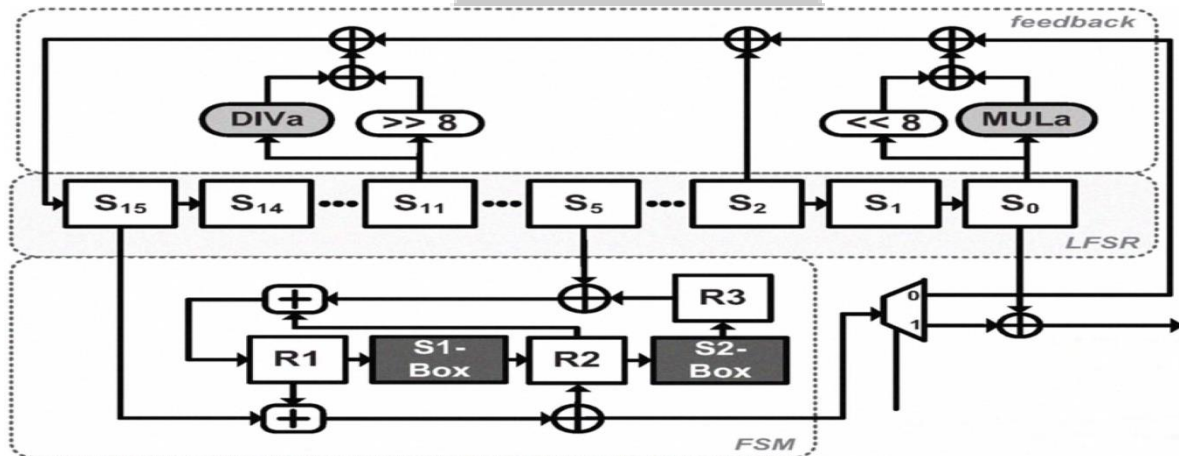 feedback
DIVa
>> 8
<< 8
MULa
S15
S14
S11
S5
S2
S1
S0
LFSR
R3
0
1
R1
S1-
Box
R2
S2-
Box
FSM